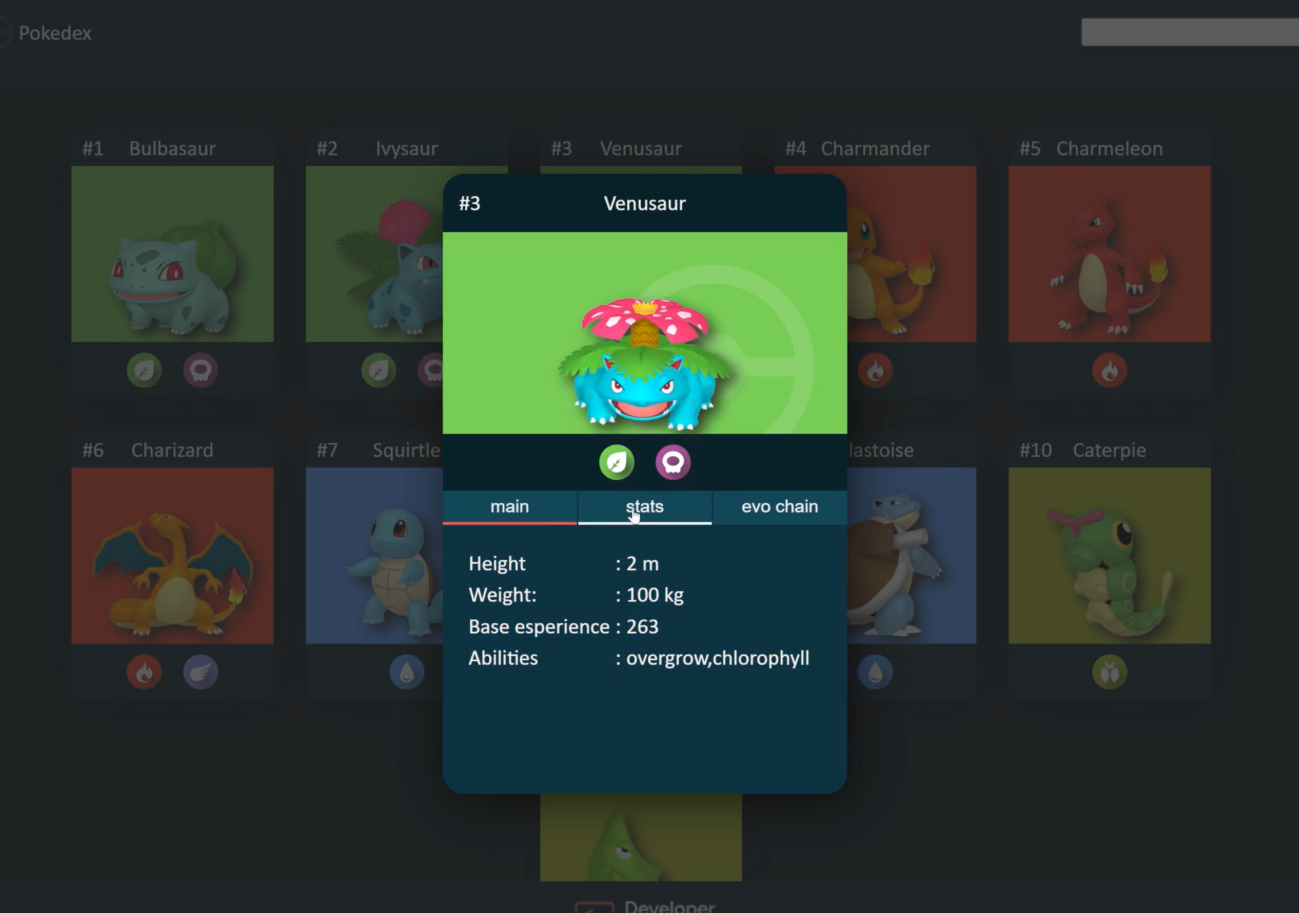 Pokedex
#1 Bulbasaur
#2 Ivysaur
#3 Venusaur
#4 Charmander
#5 Charmeleon
#3 Venusaur
#6 Charizard
#7 Squirtle
lastoise
#10 Caterpie
main stats evo chain
Height : 2 m
Weight: : 100 kg
Base esperience : 263
Abilities : overgrow,chlorophyll
Developer